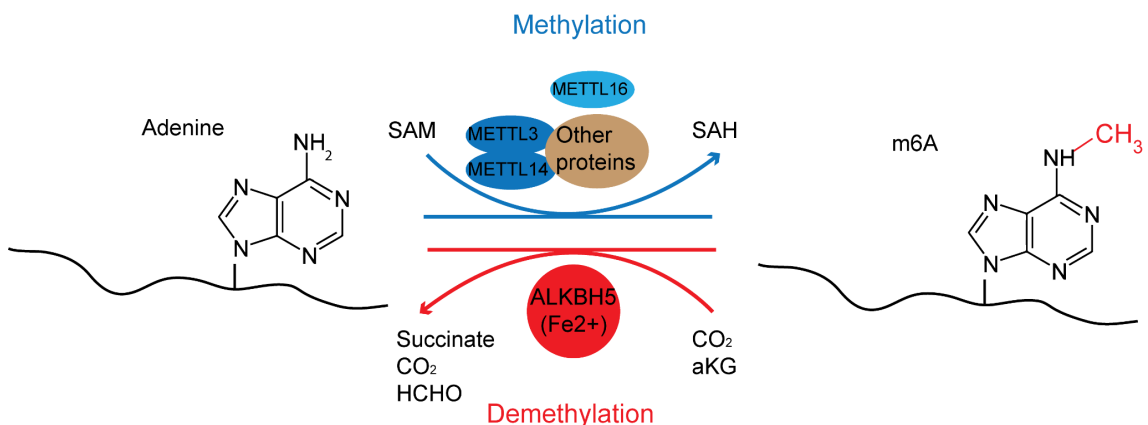 Methylation
METTL16
Adenine
SAM
METTL3
METTL14
Other
proteins
SAH
m6A
NH2
N
N
N
N
CH3
NH
N
N
N
N
ALKBH5
(Fe2+)
Succinate
CO2
HCHO
CO2
aKG
Demethylation